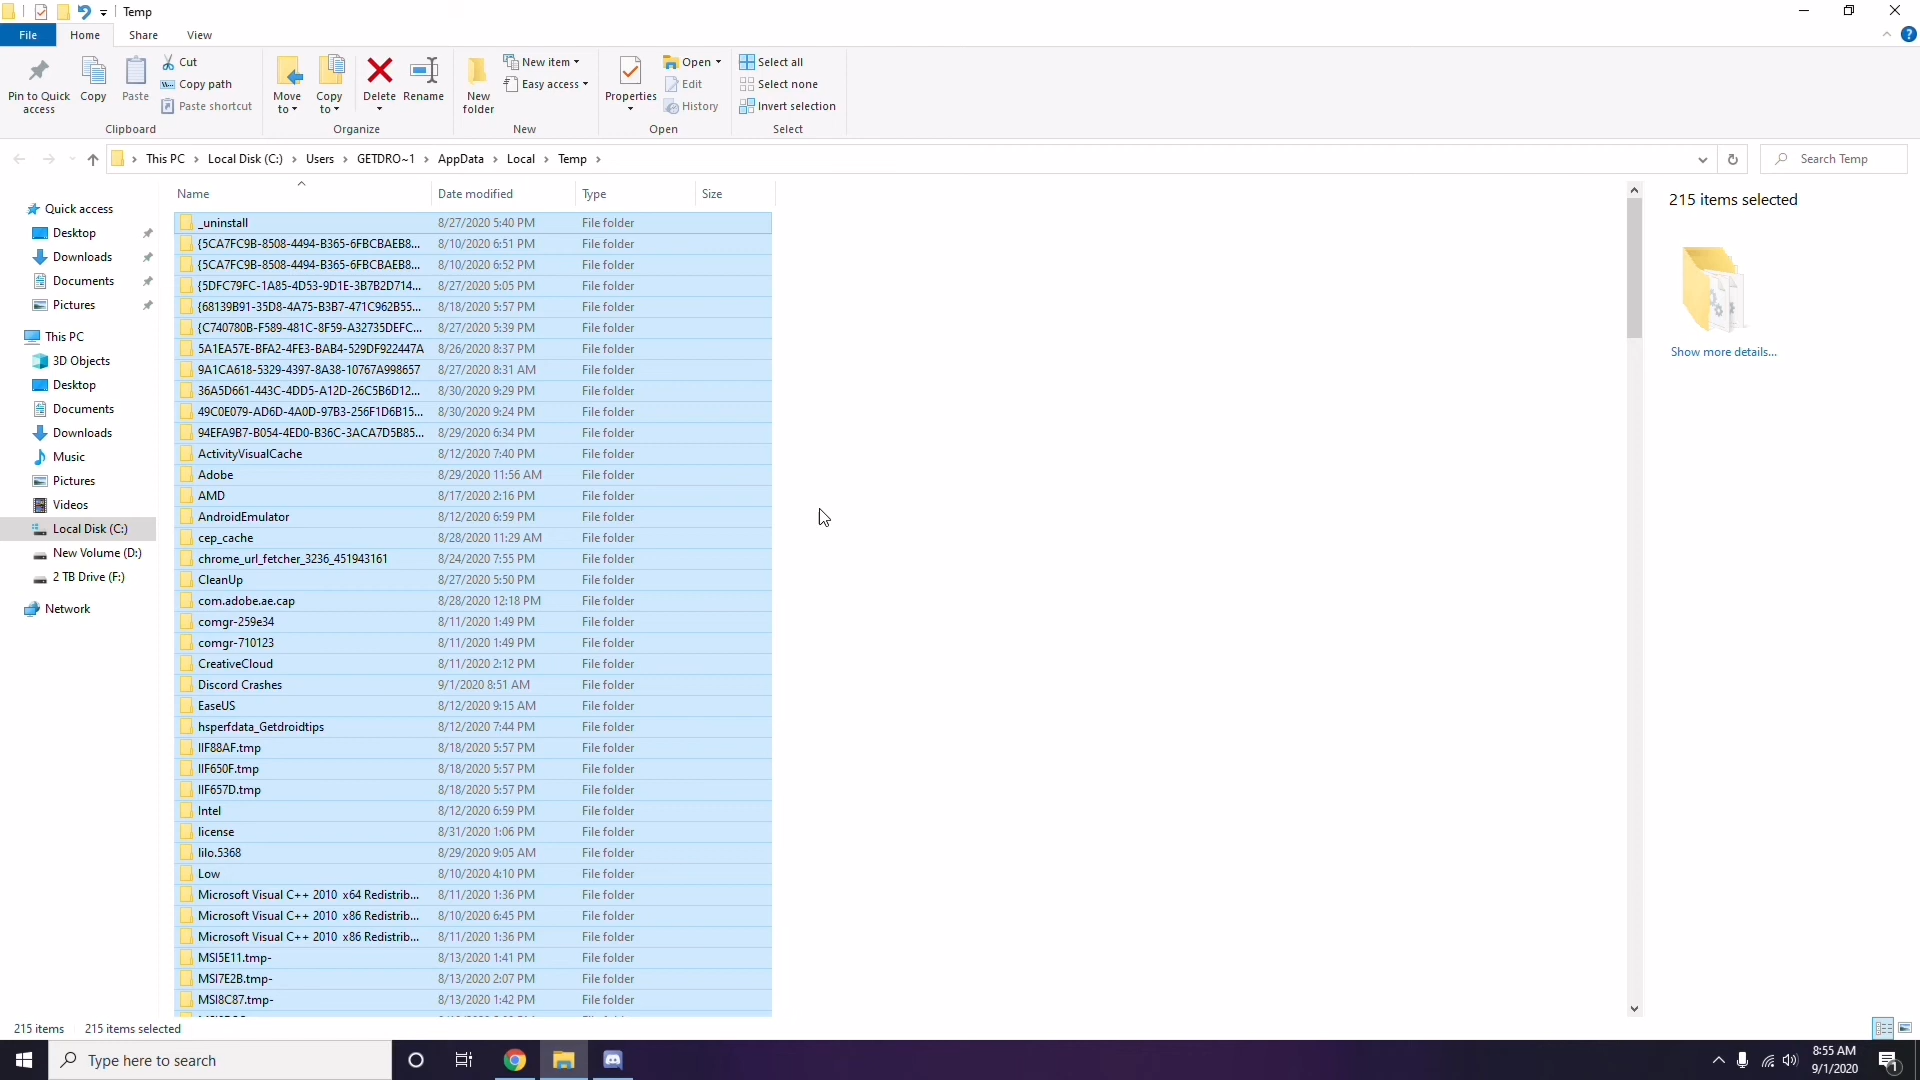 Temp
File Home Share View
Pin to Quick access
Copy
Paste
Cut
Copy path
Paste shortcut
Clipboard
Move to
Copy to
Delete
Rename
Organize
New folder
New item
Easy access
New
Properties
Open
Edit
History
Open
Select all
Select none
Invert selection
Select
This PC > Local Disk (C:) > Users > GETDRO~1 > AppData > Local > Temp >
Search Temp
Quick access
Desktop
Downloads
Documents
Pictures
This PC
3D Objects
Desktop
Documents
Downloads
Music
Pictures
Videos
Local Disk (C:)
New Volume (D:)
2 TB Drive (F:)
Network
Name Date modified Type Size
_uninstall 8/27/2020 5:40 PM File folder
{5CA7FC9B-8508-4494-B365-6FBCBAEB8... 8/10/2020 6:51 PM File folder
{5CA7FC9B-8508-4494-B365-6FBCBAEB8... 8/10/2020 6:52 PM File folder
{5DFC79FC-1A85-4D53-9D1E-3B7B2D714... 8/27/2020 5:05 PM File folder
{68139B91-35D8-4A75-B3B7-471C962B55... 8/18/2020 5:57 PM File folder
{C740780B-F589-481C-8F59-A32735DEFC... 8/27/2020 5:39 PM File folder
5A1EA57E-BFA2-4FE3-BAB4-529DF922447A 8/26/2020 8:37 PM File folder
9A1CA618-5329-4397-8A38-10767A998657 8/27/2020 8:31 AM File folder
36A5D661-443C-4DD5-A12D-26C5B6D12... 8/30/2020 9:29 PM File folder
49C0E079-AD6D-4A0D-97B3-256F1D6B15... 8/30/2020 9:24 PM File folder
94EFA9B7-B054-4ED0-B36C-3ACA7D5B85... 8/29/2020 6:34 PM File folder
ActivityVisualCache 8/12/2020 7:40 PM File folder
Adobe 8/29/2020 11:56 AM File folder
AMD 8/17/2020 2:16 PM File folder
AndroidEmulator 8/12/2020 6:59 PM File folder
cep_cache 8/28/2020 11:29 AM File folder
chrome_url_fetcher_3236_451943161 8/24/2020 7:55 PM File folder
CleanUp 8/27/2020 5:50 PM File folder
com.adobe.ae.cap 8/28/2020 12:18 PM File folder
comgr-259e34 8/11/2020 1:49 PM File folder
comgr-710123 8/11/2020 1:49 PM File folder
CreativeCloud 8/11/2020 2:12 PM File folder
Discord Crashes 9/1/2020 8:51 AM File folder
EaseUS 8/12/2020 9:15 AM File folder
hsperfdata_Getdroidtips 8/12/2020 7:44 PM File folder
IIF88AF.tmp 8/18/2020 5:57 PM File folder
IIF650F.tmp 8/18/2020 5:57 PM File folder
IIF657D.tmp 8/18/2020 5:57 PM File folder
Intel 8/12/2020 6:59 PM File folder
license 8/31/2020 1:06 PM File folder
lilo.5368 8/29/2020 9:05 AM File folder
Low 8/10/2020 4:10 PM File folder
Microsoft Visual C++ 2010 x64 Redistrib... 8/11/2020 1:36 PM File folder
Microsoft Visual C++ 2010 x86 Redistrib... 8/10/2020 6:45 PM File folder
Microsoft Visual C++ 2010 x86 Redistrib... 8/11/2020 1:36 PM File folder
MSI5E11.tmp- 8/13/2020 1:41 PM File folder
MSI7E2B.tmp- 8/13/2020 2:07 PM File folder
MSI8C87.tmp- 8/13/2020 1:42 PM File folder
215 items selected
Show more details...
215 items 215 items selected
Type here to search
8:55 AM
9/1/2020
1